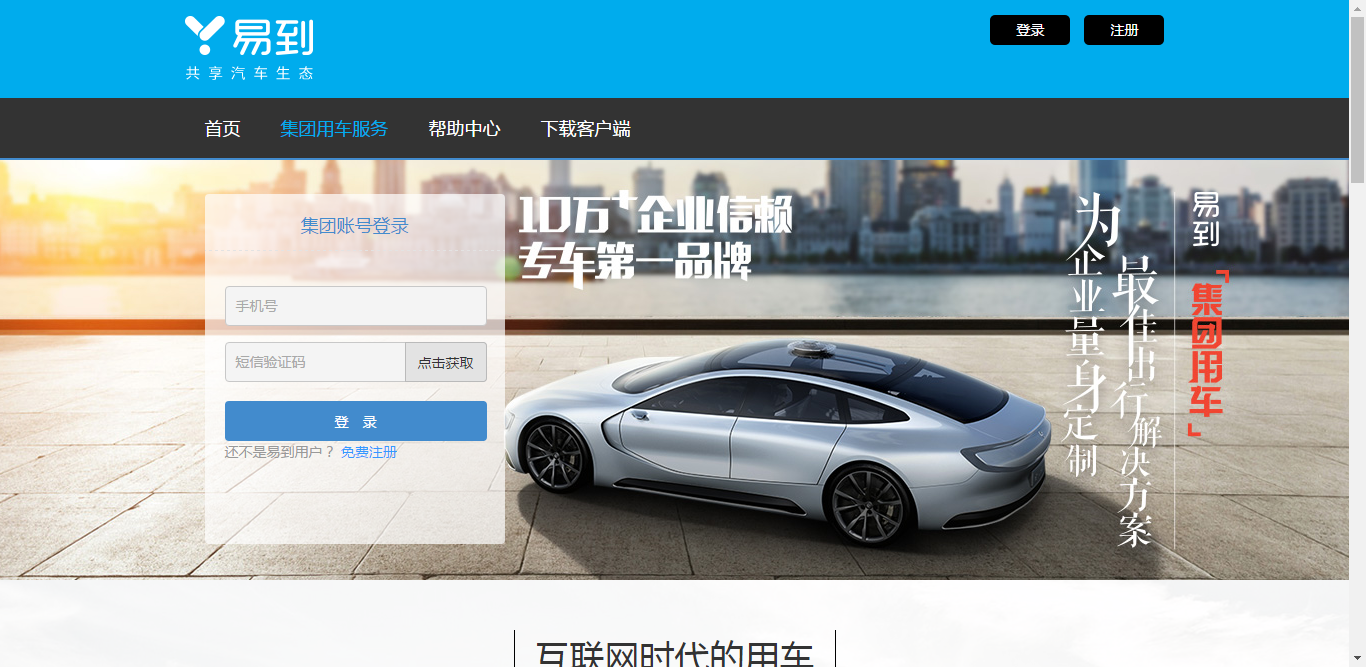 易到
共享汽车生态
登录
注册
首页
集团用车服务
帮助中心
下载客户端
集团账号登录
手机号
短信验证码
点击获取
登 录
还不是易到用户？ 免费注册
10万+企业信赖
专车第一品牌
易到
「集团用车」
为企业量身定制
最佳出行解决方案
互联网时代的用车